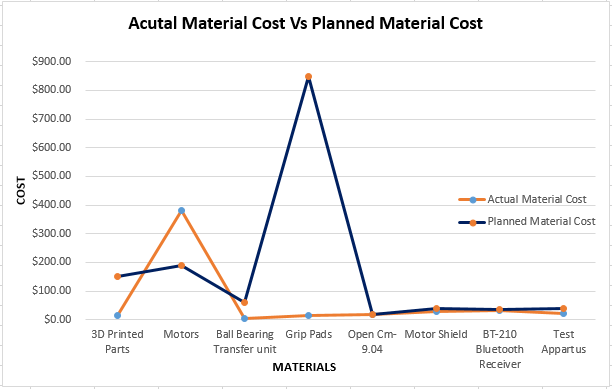 Acutal Material Cost Vs Planned Material Cost
$900.00
$800.00
$700.00
$600.00
$500.00
$400.00
$300.00
$200.00
$100.00
$0.00
COST
Actual Material Cost
Planned Material Cost
3D Printed
Parts
Motors
Ball Bearing
Transfer unit
Grip Pads
Open Cm-
9.04
Motor Shield
BT-210
Bluetooth
Receiver
Test
Appartus
MATERIALS